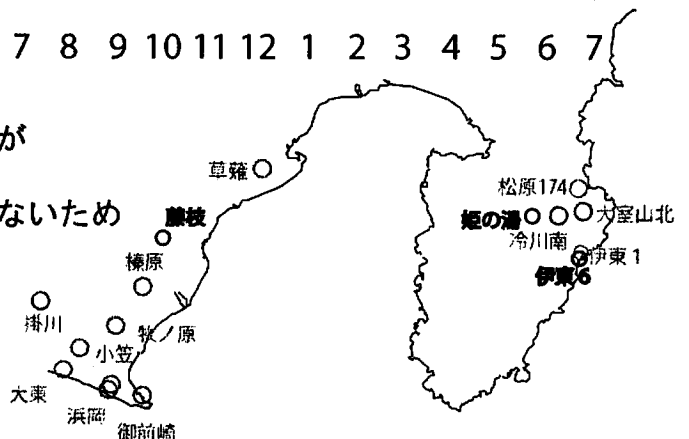 7 8 9 10 11 12 1 2 3 4 5 6 7
が
ないため
草薙
藤枝
榛原
掛川
牧ノ原
小笠
大東
浜岡
御前崎
松原174
姫の湯
大室山北
冷川南
伊東1
伊東6